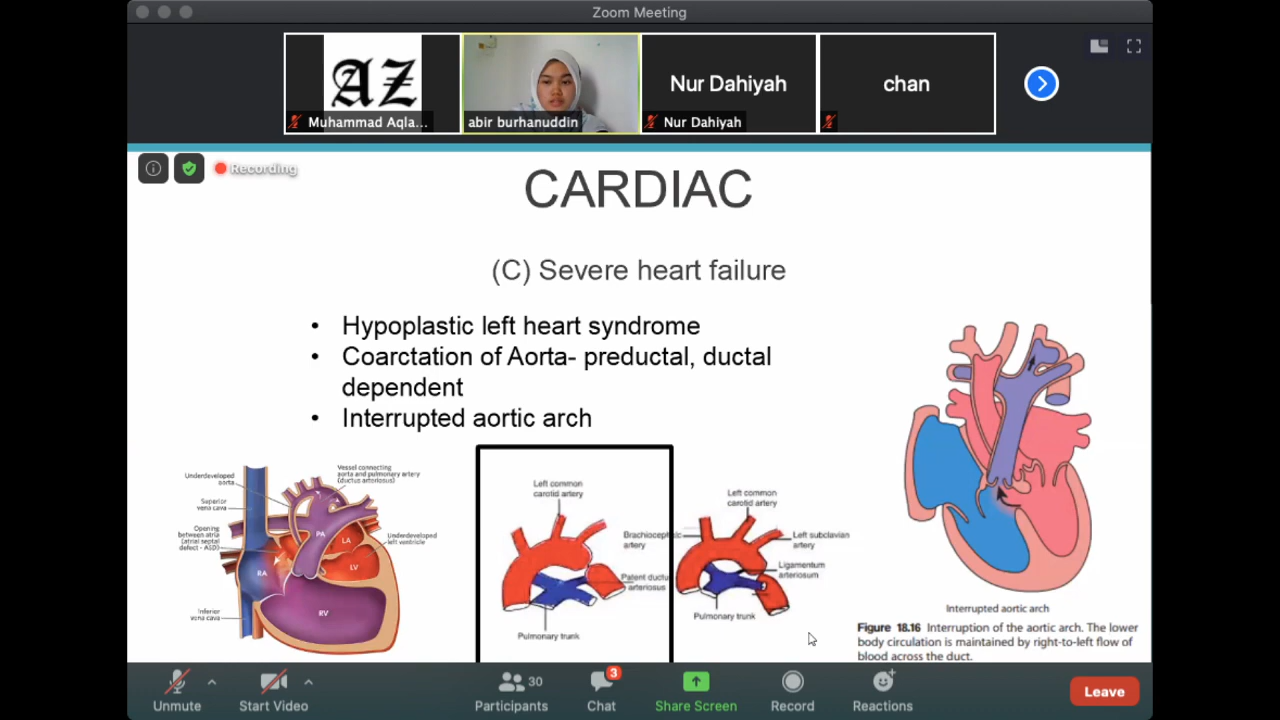 Zoom Meeting
AZ
Muhammad Aqla...
abir burhanuddin
Nur Dahiyah
Nur Dahiyah
chan
Recording
CARDIAC
(C) Severe heart failure
• Hypoplastic left heart syndrome
• Coarctation of Aorta- preductal, ductal
dependent
• Interrupted aortic arch
Underdeveloped
aorta
Superior
vena cava
Opening
between atria
(atrial septal
defect - ASD)
Inferior
vena cava
Vessel connecting
aorta and pulmonary artery
(ductus arteriosus)
Underdeveloped
left ventricle
PA
LA
LV
RA
RV
Left common
carotid artery
Brachiocephalic
artery
Patent ductu
arteriosus
Pulmonary trunk
Left common
carotid artery
Left subclavian
artery
Ligamentum
arteriosum
Pulmonary trunk
Interrupted aortic arch
Figure 18.16 Interruption of the aortic arch. The lower
body circulation is maintained by right-to-left flow of
blood across the duct.
Unmute
Start Video
30
Participants
3
Chat
Share Screen
Record
Reactions
Leave